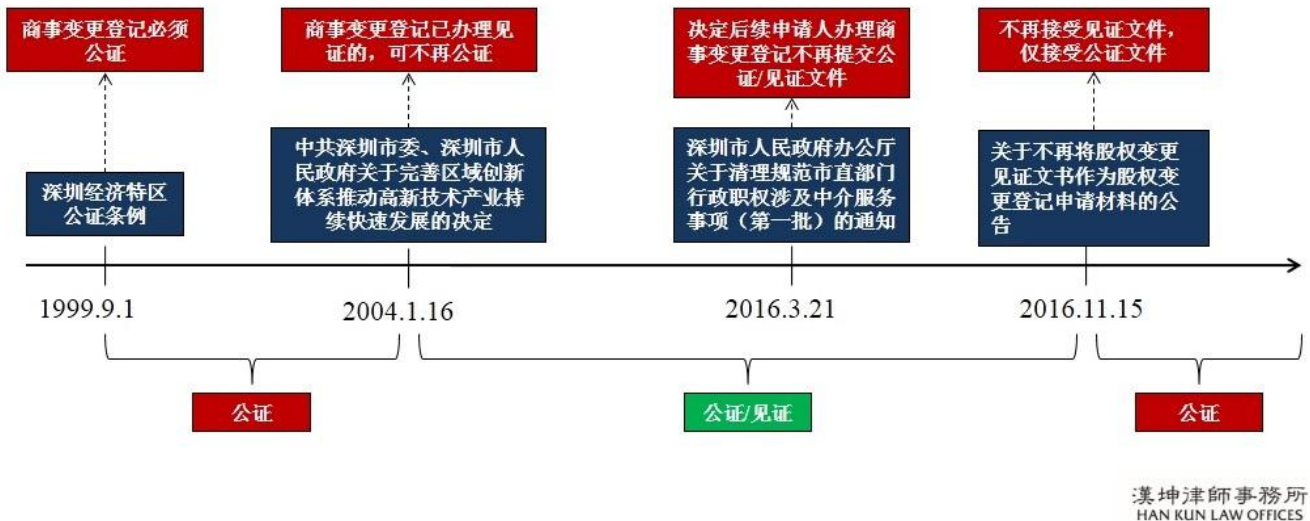 商事变更登记必须
公证
商事变更登记已办理见
证的，可不再公证
决定后续申请人办理商
事变更登记不再提交公
证/见证文件
不再接受见证文件，
仅接受公证文件
深圳经济特区
公证条例
中共深圳市委、深圳市人
民政府关于完善区域创新
体系推动高新技术产业持
续快速发展的决定
深圳市人民政府办公厅
关于清理规范市直部门
行政职权涉及中介服务
事项（第一批）的通知
关于不再将股权变更
见证文书作为股权变
更登记申请材料的公
告
1999.9.1
2004.1.16
2016.3.21
2016.11.15
公证
公证/见证
公证
漢坤津師事務所
HAN KUN LAW OFFICES